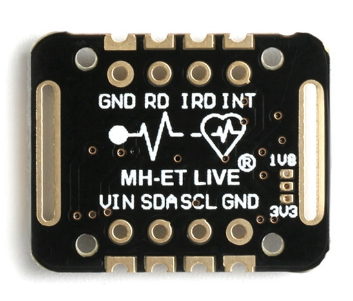 GND RD IRD INT
®
MH-ET LIVE
1V8
VIN SDA SCL GND
3V3